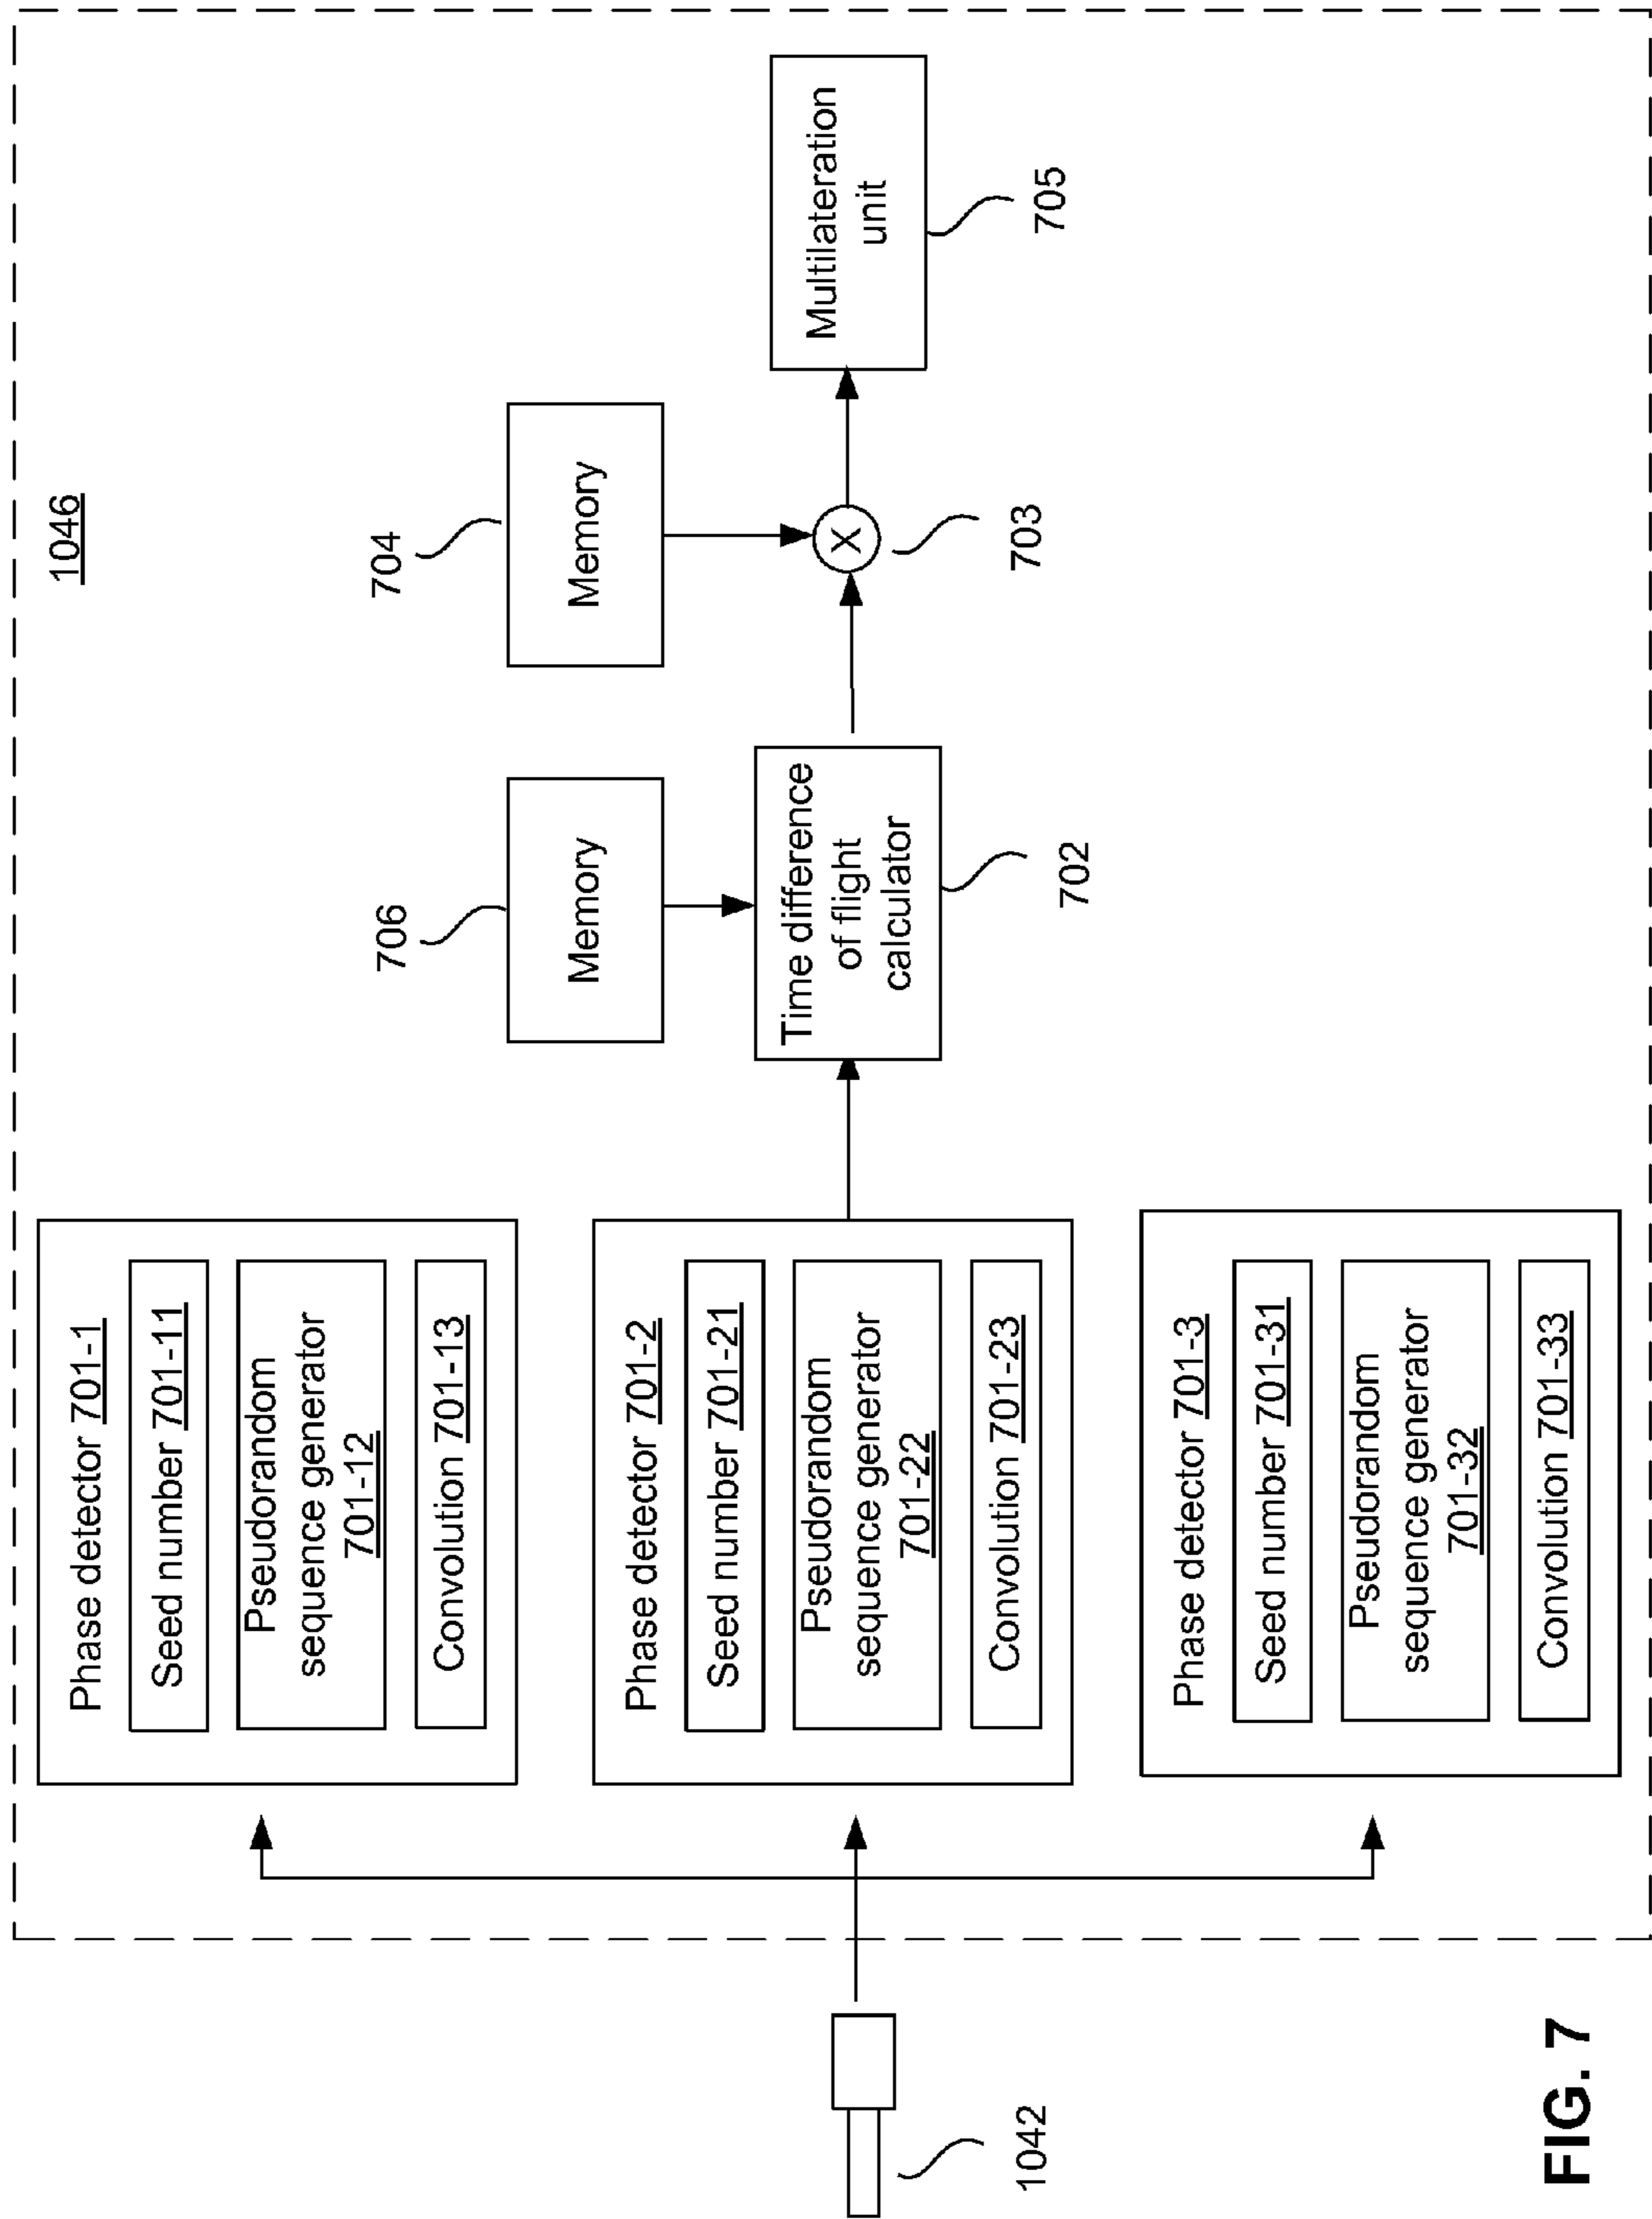 1046
Phase detector 701-1
Seed number 701-11
Pseudorandom
sequence generator
701-12
Convolution 701-13
Phase detector 701-2
Seed number 701-21
Pseudorandom
sequence generator
701-22
Convolution 701-23
Phase detector 701-3
Seed number 701-31
Pseudorandom
sequence generator
701-32
Convolution 701-33
706
Memory
Time difference
of flight
calculator
702
704
Memory
X
703
Multilateration
unit
705
1042
FIG. 7